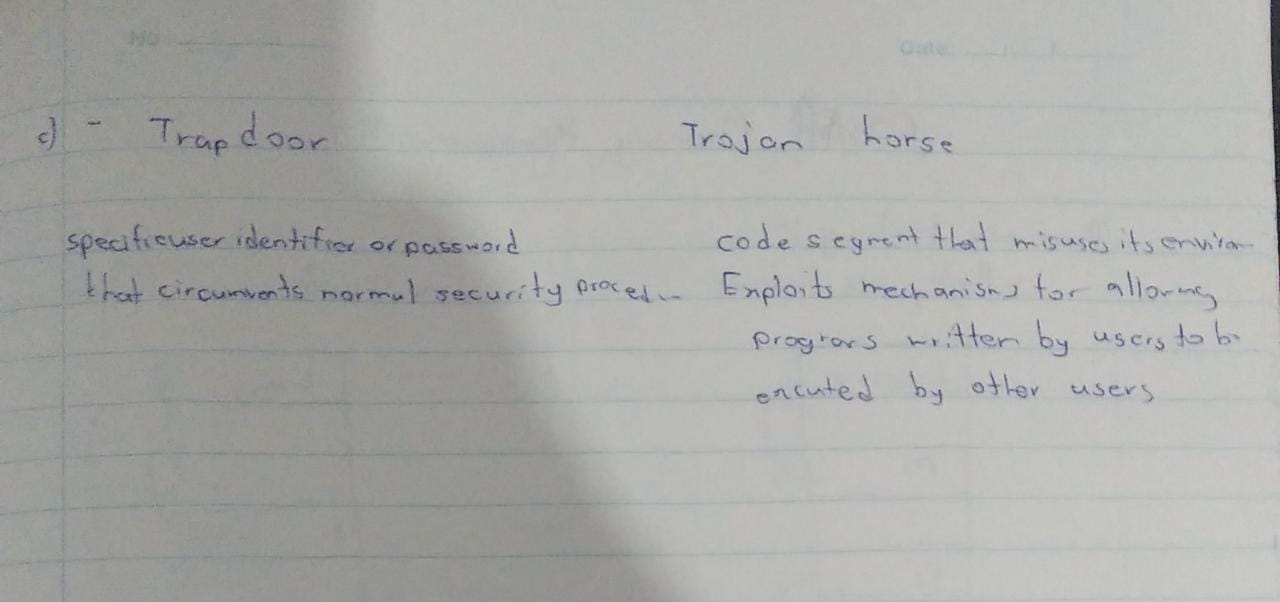 No
Date
c) - Trap door
Trojan horse
specific user identifier or password
that circumvents normal security proced..
code segment that misuses its environ
Exploits mechanisms for allowing
programs written by users to be
encuted by other users